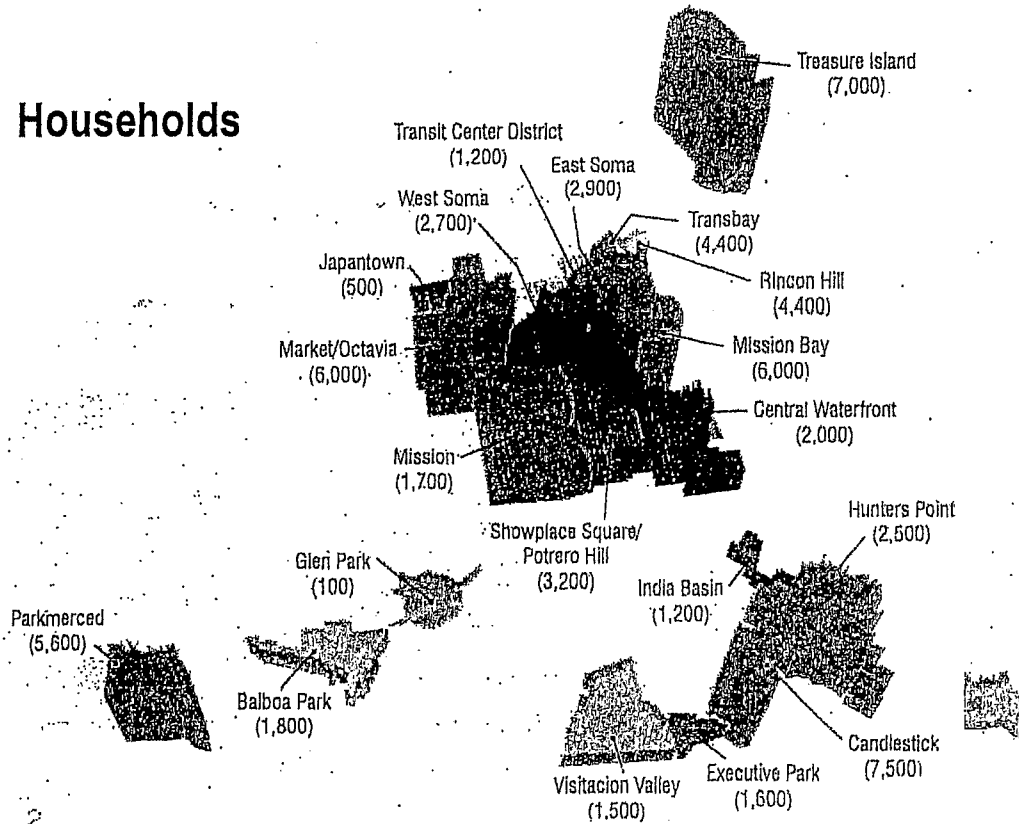 Treasure Island
(7,000)
Households
Transit Center District
(1,200)
East Soma
(2,900)
West Soma
(2,700)
Transbay
(4,400)
Japantown
(500)
Rincon Hill
(4,400)
Market/Octavia
(6,000)
Mission Bay
(6,000)
Central Waterfront
(2,000)
Mission
(1,700)
Hunters Point
(2,500)
Showplace Square/
Potrero Hill
(3,200)
Glen Park
(100)
India Basin
(1,200)
Parkmerced
(5,600)
Balboa Park
(1,800)
Candlestick
(7,500)
Executive Park
(1,600)
Visitacion Valley
(1,500)